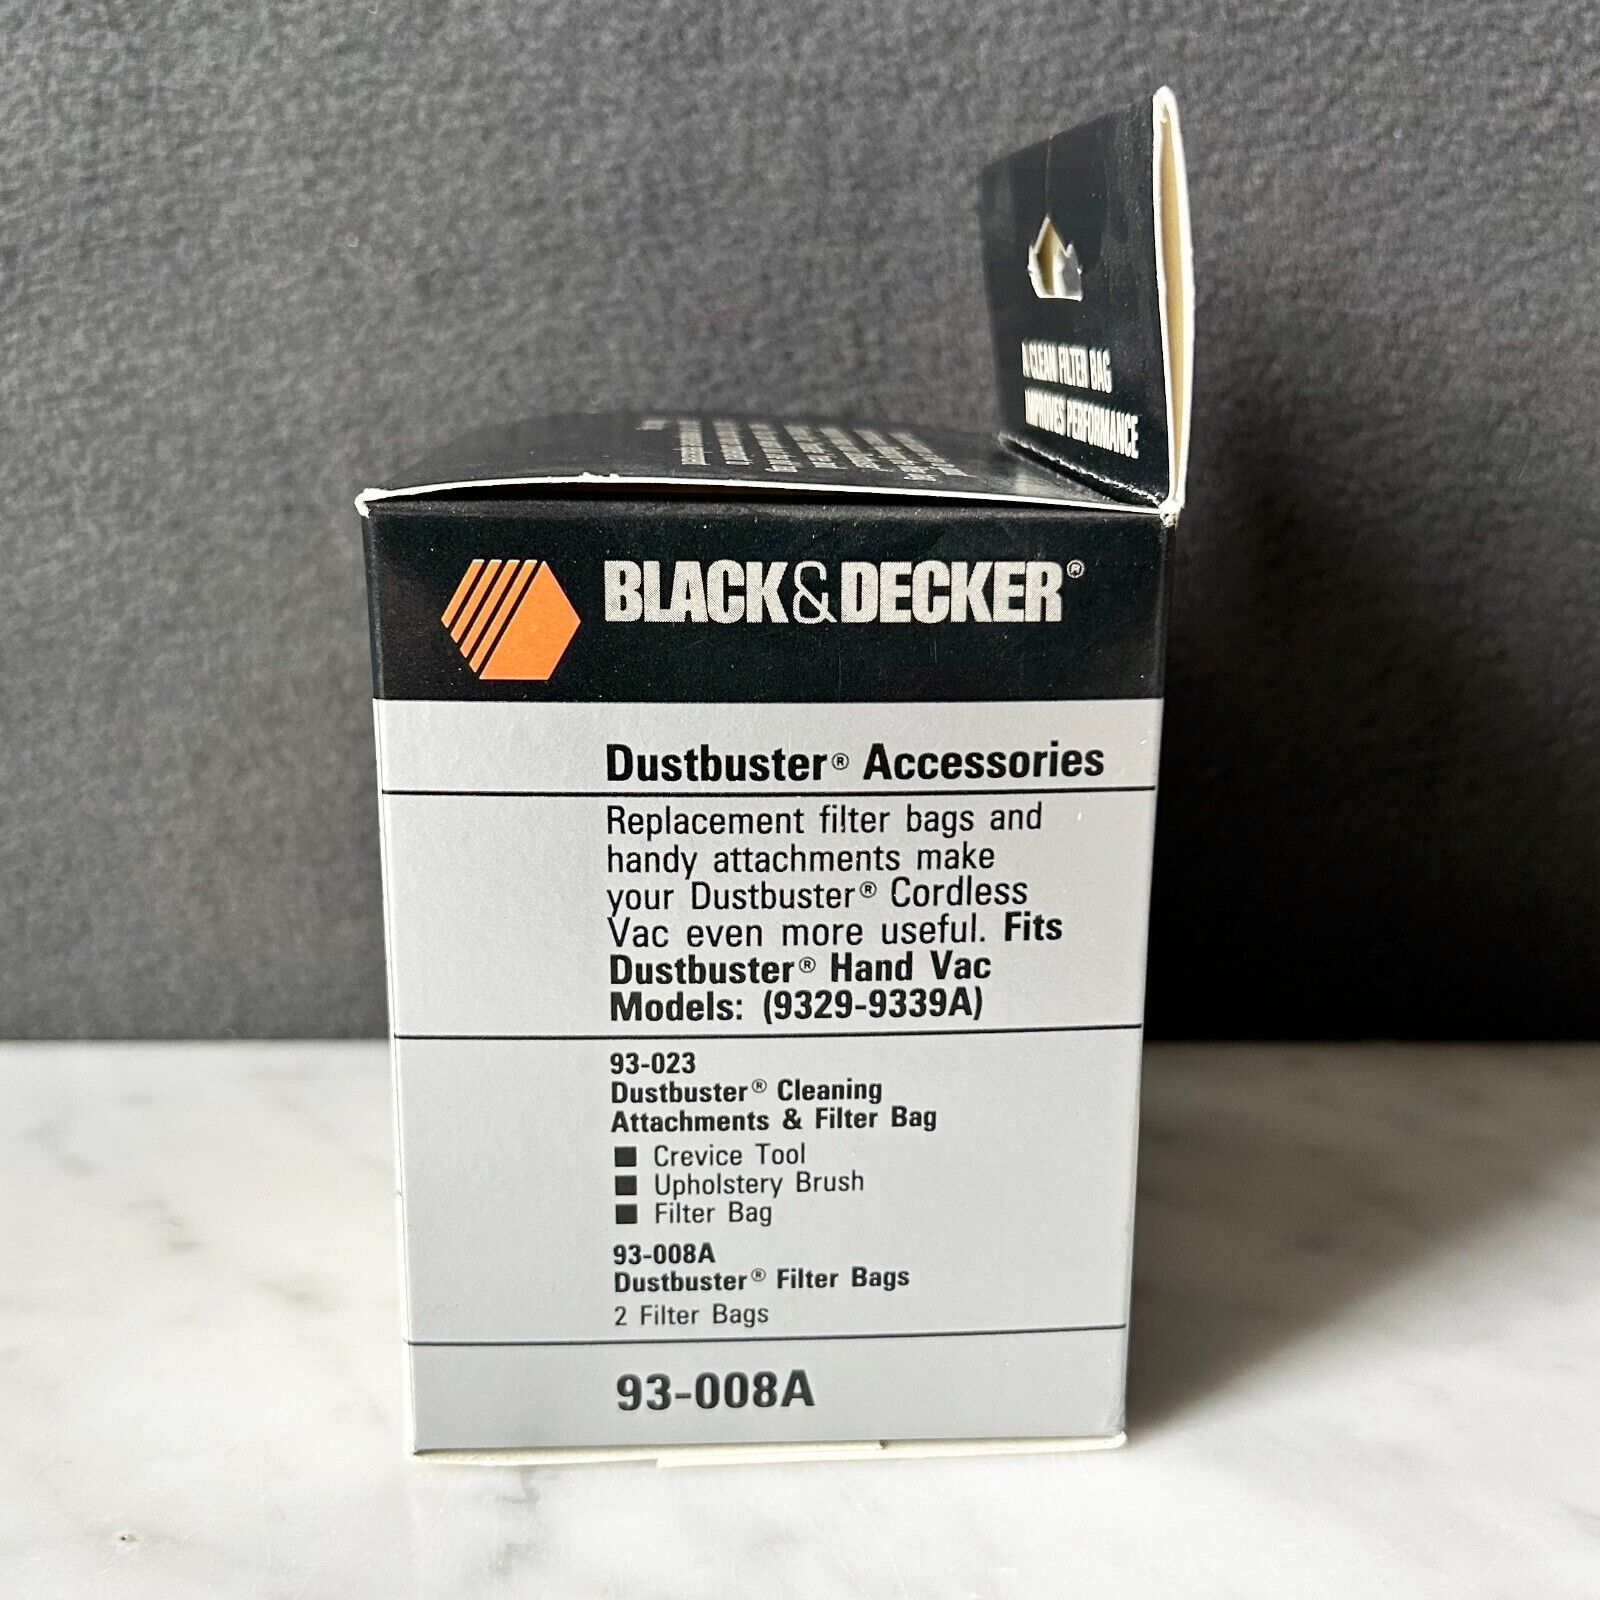 A CLEAN FILTER BAG
IMPROVES PERFORMANCE
BLACK&DECKER®
Dustbuster® Accessories
Replacement filter bags and
handy attachments make
your Dustbuster® Cordless
Vac even more useful. Fits
Dustbuster® Hand Vac
Models: (9329-9339A)
93-023
Dustbuster® Cleaning
Attachments & Filter Bag
■ Crevice Tool
■ Upholstery Brush
■ Filter Bag
93-008A
Dustbuster® Filter Bags
2 Filter Bags
93-008A